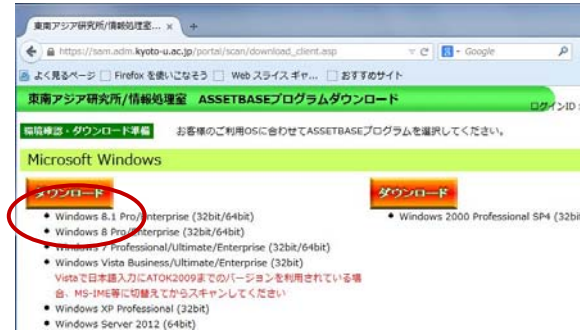 東南アジア研究所/情報処理室... × +
https://sam.adm.kyoto-u.ac.jp/portal/scan/download_client.asp
Google
よく見るページ Firefox を使いこなそう Web スライス ギャ... おすすめサイト
東南アジア研究所/情報処理室 ASSETBASEプログラムダウンロード
ログインID :
環境確認・ダウンロード準備 お客様のご利用OSに合わせてASSETBASEプログラムを選択してください。
Microsoft Windows
ダウンロード ダウンロード
• Windows 8.1 Pro/Enterprise (32bit/64bit) • Windows 2000 Professional SP4 (32bit
• Windows 8 Pro/Enterprise (32bit/64bit)
• Windows 7 Professional/Ultimate/Enterprise (32bit/64bit)
• Windows Vista Business/Ultimate/Enterprise (32bit)
Vistaで日本語入力にATOK2009までのバージョンを利用されている場
合、MS-IME等に切替えてからスキャンしてください
• Windows XP Professional (32bit)
• Windows Server 2012 (64bit)